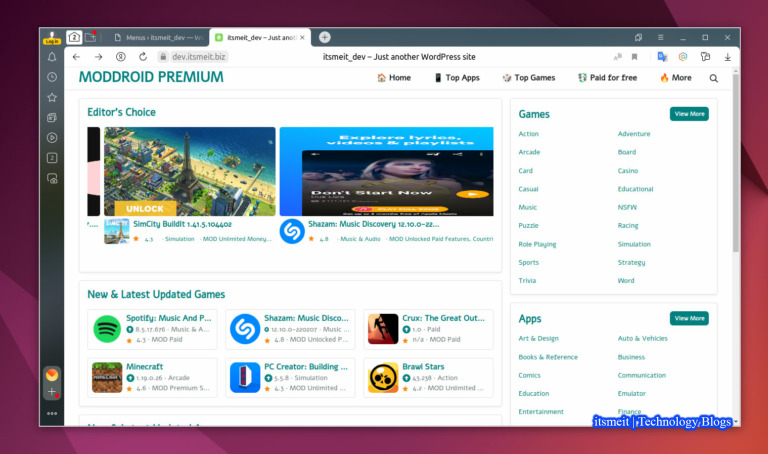 Log in
2
Menus ‹ itsmeit_dev — W
itsmeit_dev – Just anot
dev.itsmeit.biz
itsmeit_dev – Just another WordPress site
MODDROID PREMIUM
Home
Top Apps
Top Games
Paid for free
More
Editor's Choice
UNLOCK
Explore lyrics,
videos & playlists
Don't Start Now
SimCity BuildIt 1.41.5.104402
4.3 · Simulation · MOD Unlimited Money...
Shazam: Music Discovery 12.10.0-22...
4.8 · Music & Audio · MOD Unlocked Paid Features, Countri
New & Latest Updated Games
Spotify: Music And P...
8.5.17.676 · Music & A...
4.3 · MOD Paid
Shazam: Music Disco...
12.10.0-220207 · Music ...
4.8 · MOD Unlocked P...
Crux: The Great Out...
1.0 · Paid
n/a · MOD Paid
Minecraft
1.19.0.26 · Arcade
4.6 · MOD Premium S...
PC Creator: Building ...
5.5.8 · Simulation
4.3 · MOD Unlimited ...
Brawl Stars
43.258 · Action
4.2 · MOD Unlimited ...
Games
View More
Action
Adventure
Arcade
Board
Card
Casino
Casual
Educational
Music
NSFW
Puzzle
Racing
Role Playing
Simulation
Sports
Strategy
Trivia
Word
Apps
View More
Art & Design
Auto & Vehicles
Books & Reference
Business
Comics
Communication
Education
Emulator
Entertainment
Finance
itsmeit | Technology Blogs